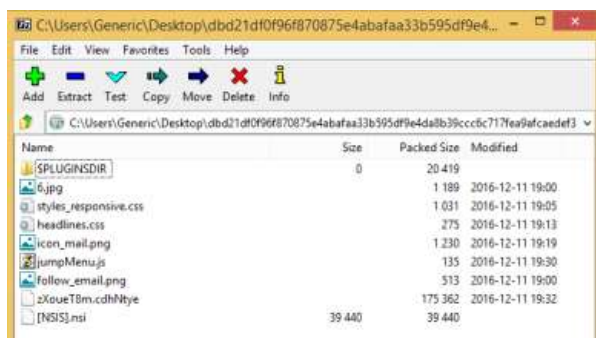 C:\Users\Generic\Desktop\dbd21df0f96f870875e4abafaa33b595df9e4...
File Edit View Favorites Tools Help
Add Extract Test Copy Move Delete Info
C:\Users\Generic\Desktop\dbd21df0f96f870875e4abafaa33b595df9e4da8b39ccc6c717fea9afcaedef3
Name Size Packed Size Modified
$PLUGINSDIR 0 20 419
6.jpg 1 189 2016-12-11 19:00
styles_responsive.css 1 031 2016-12-11 19:05
headlines.css 275 2016-12-11 19:13
icon_mail.png 1 230 2016-12-11 19:19
jumpMenu.js 135 2016-12-11 19:30
follow_email.png 513 2016-12-11 19:00
zXoueT8m.cdhNtye 175 362 2016-12-11 19:32
[NSIS].nsi 39 440 39 440